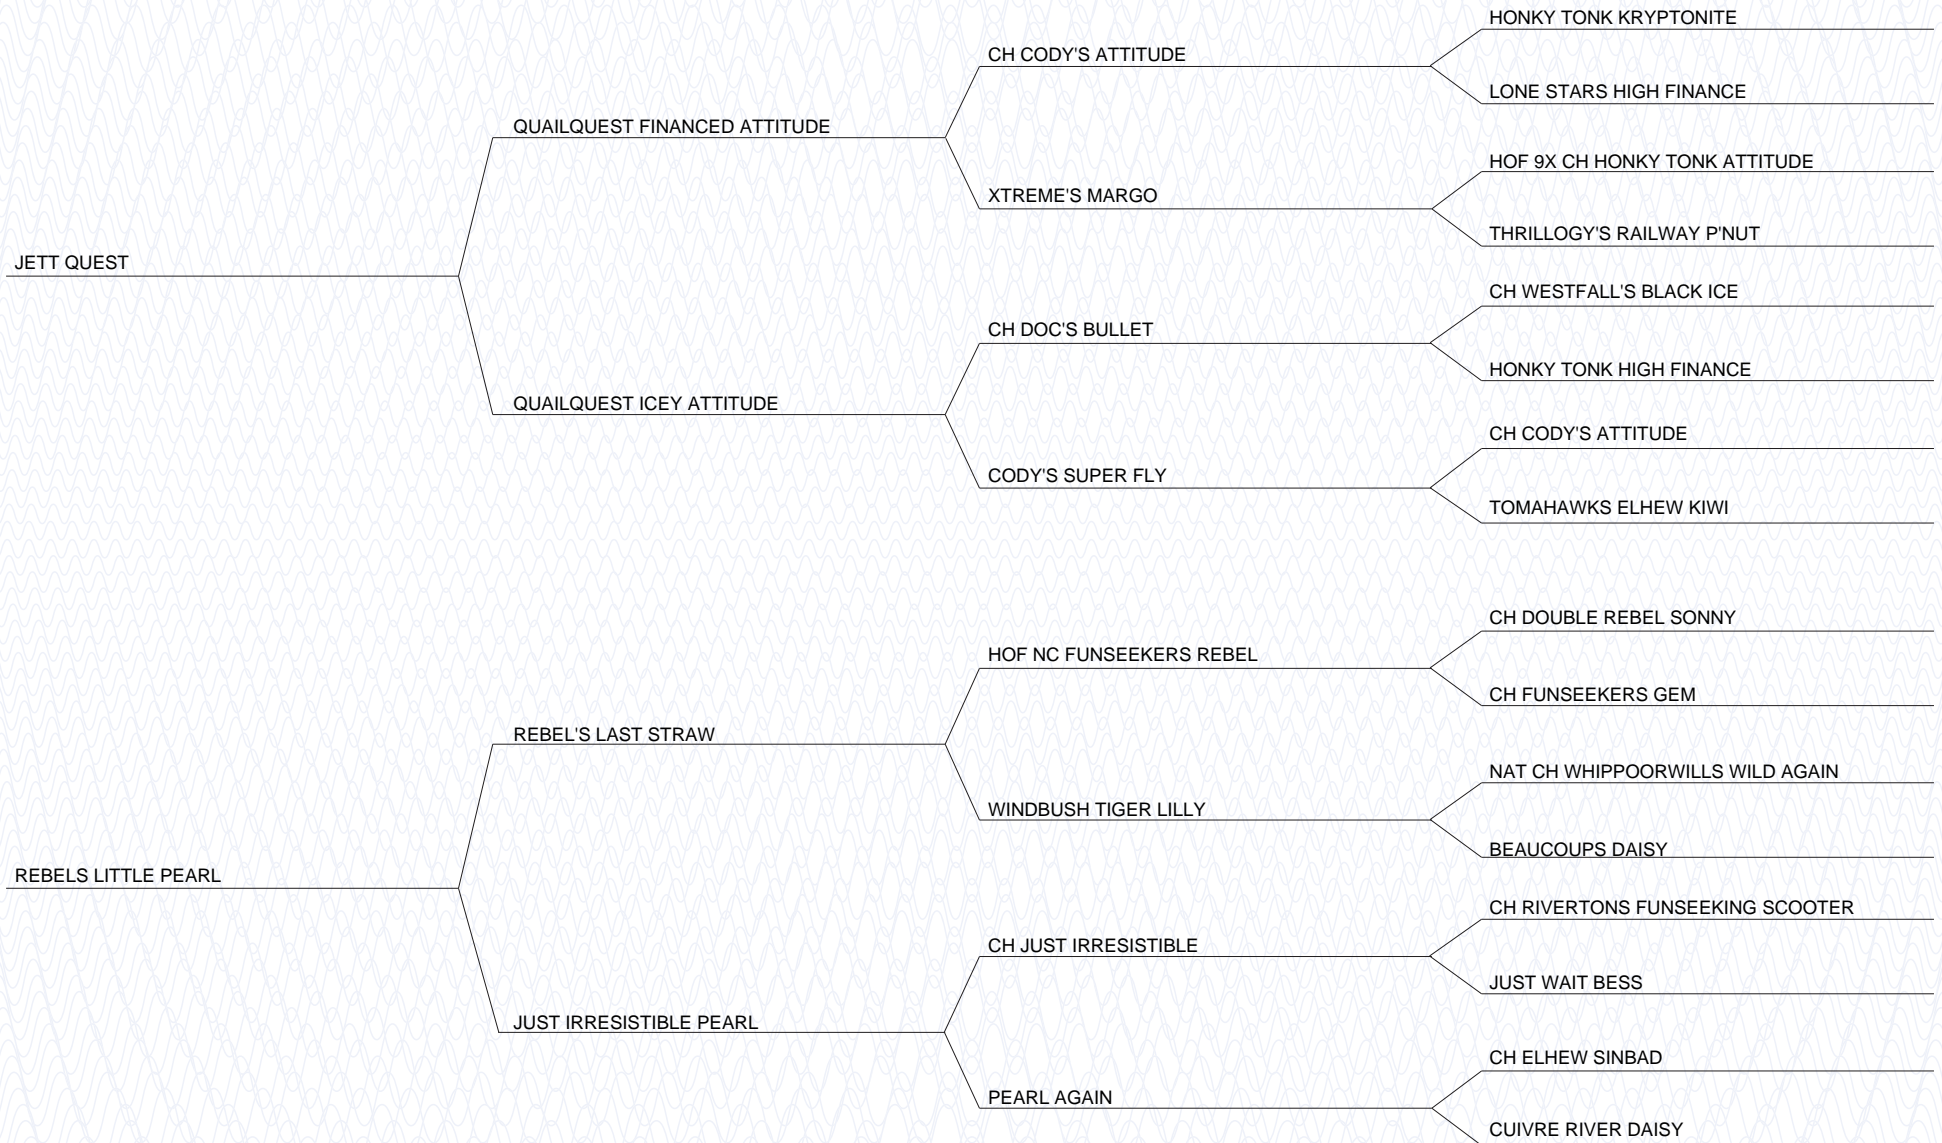 HONKY TONK KRYPTONITE
CH CODY'S ATTITUDE
LONE STARS HIGH FINANCE
QUAILQUEST FINANCED ATTITUDE
HOF 9X CH HONKY TONK ATTITUDE
XTREME'S MARGO
THRILLOGY'S RAILWAY P'NUT
JETT QUEST
CH WESTFALL'S BLACK ICE
CH DOC'S BULLET
HONKY TONK HIGH FINANCE
QUAILQUEST ICEY ATTITUDE
CH CODY'S ATTITUDE
CODY'S SUPER FLY
TOMAHAWKS ELHEW KIWI
CH DOUBLE REBEL SONNY
HOF NC FUNSEEKERS REBEL
CH FUNSEEKERS GEM
REBEL'S LAST STRAW
NAT CH WHIPPOORWILLS WILD AGAIN
WINDBUSH TIGER LILLY
BEAUCOUPS DAISY
REBELS LITTLE PEARL
CH RIVERTONS FUNSEEKING SCOOTER
CH JUST IRRESISTIBLE
JUST WAIT BESS
JUST IRRESISTIBLE PEARL
CH ELHEW SINBAD
PEARL AGAIN
CUIVRE RIVER DAISY